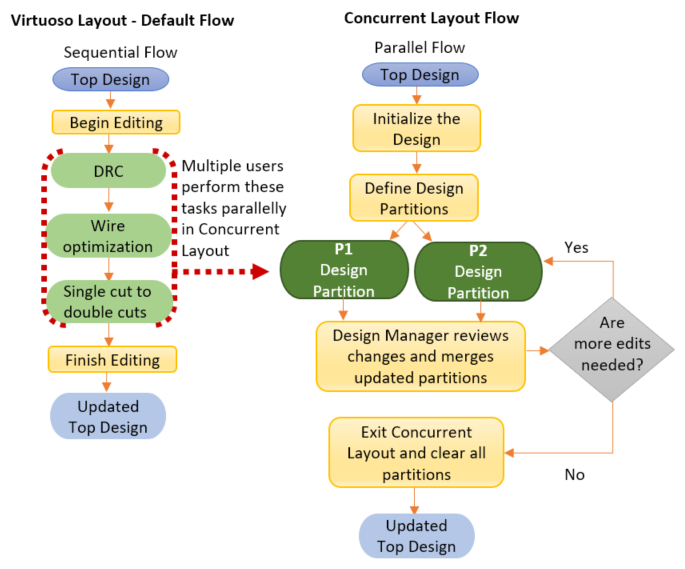 Virtuoso Layout - Default Flow
Sequential Flow
Top Design
Begin Editing
DRC
Wire
optimization
Single cut to
double cuts
Finish Editing
Updated
Top Design
Multiple users
perform these
tasks parallelly
in Concurrent
Layout
Concurrent Layout Flow
Parallel Flow
Top Design
Initialize the
Design
Define Design
Partitions
P1
Design
Partition
P2
Design
Partition
Yes
Design Manager reviews
changes and merges
updated partitions
Are
more edits
needed?
No
Exit Concurrent
Layout and clear all
partitions
Updated
Top Design